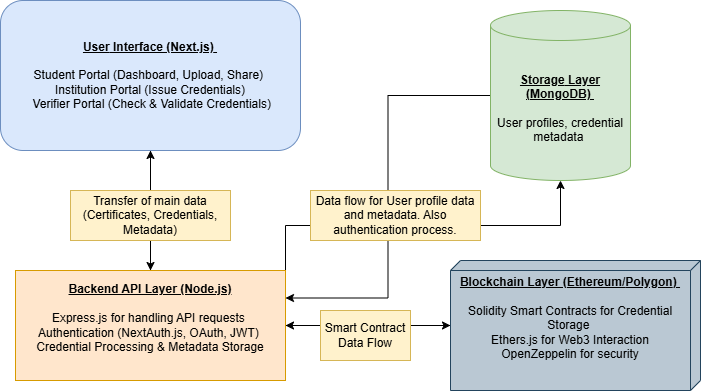 User Interface (Next.js)
Student Portal (Dashboard, Upload, Share)
Institution Portal (Issue Credentials)
Verifier Portal (Check & Validate Credentials)
Storage Layer
(MongoDB)
User profiles, credential
metadata
Transfer of main data
(Certificates, Credentials,
Metadata)
Data flow for User profile data
and metadata. Also
authentication process.
Backend API Layer (Node.js)
Express.js for handling API requests
Authentication (NextAuth.js, OAuth, JWT)
Credential Processing & Metadata Storage
Smart Contract
Data Flow
Blockchain Layer (Ethereum/Polygon)
Solidity Smart Contracts for Credential
Storage
Ethers.js for Web3 Interaction
OpenZeppelin for security